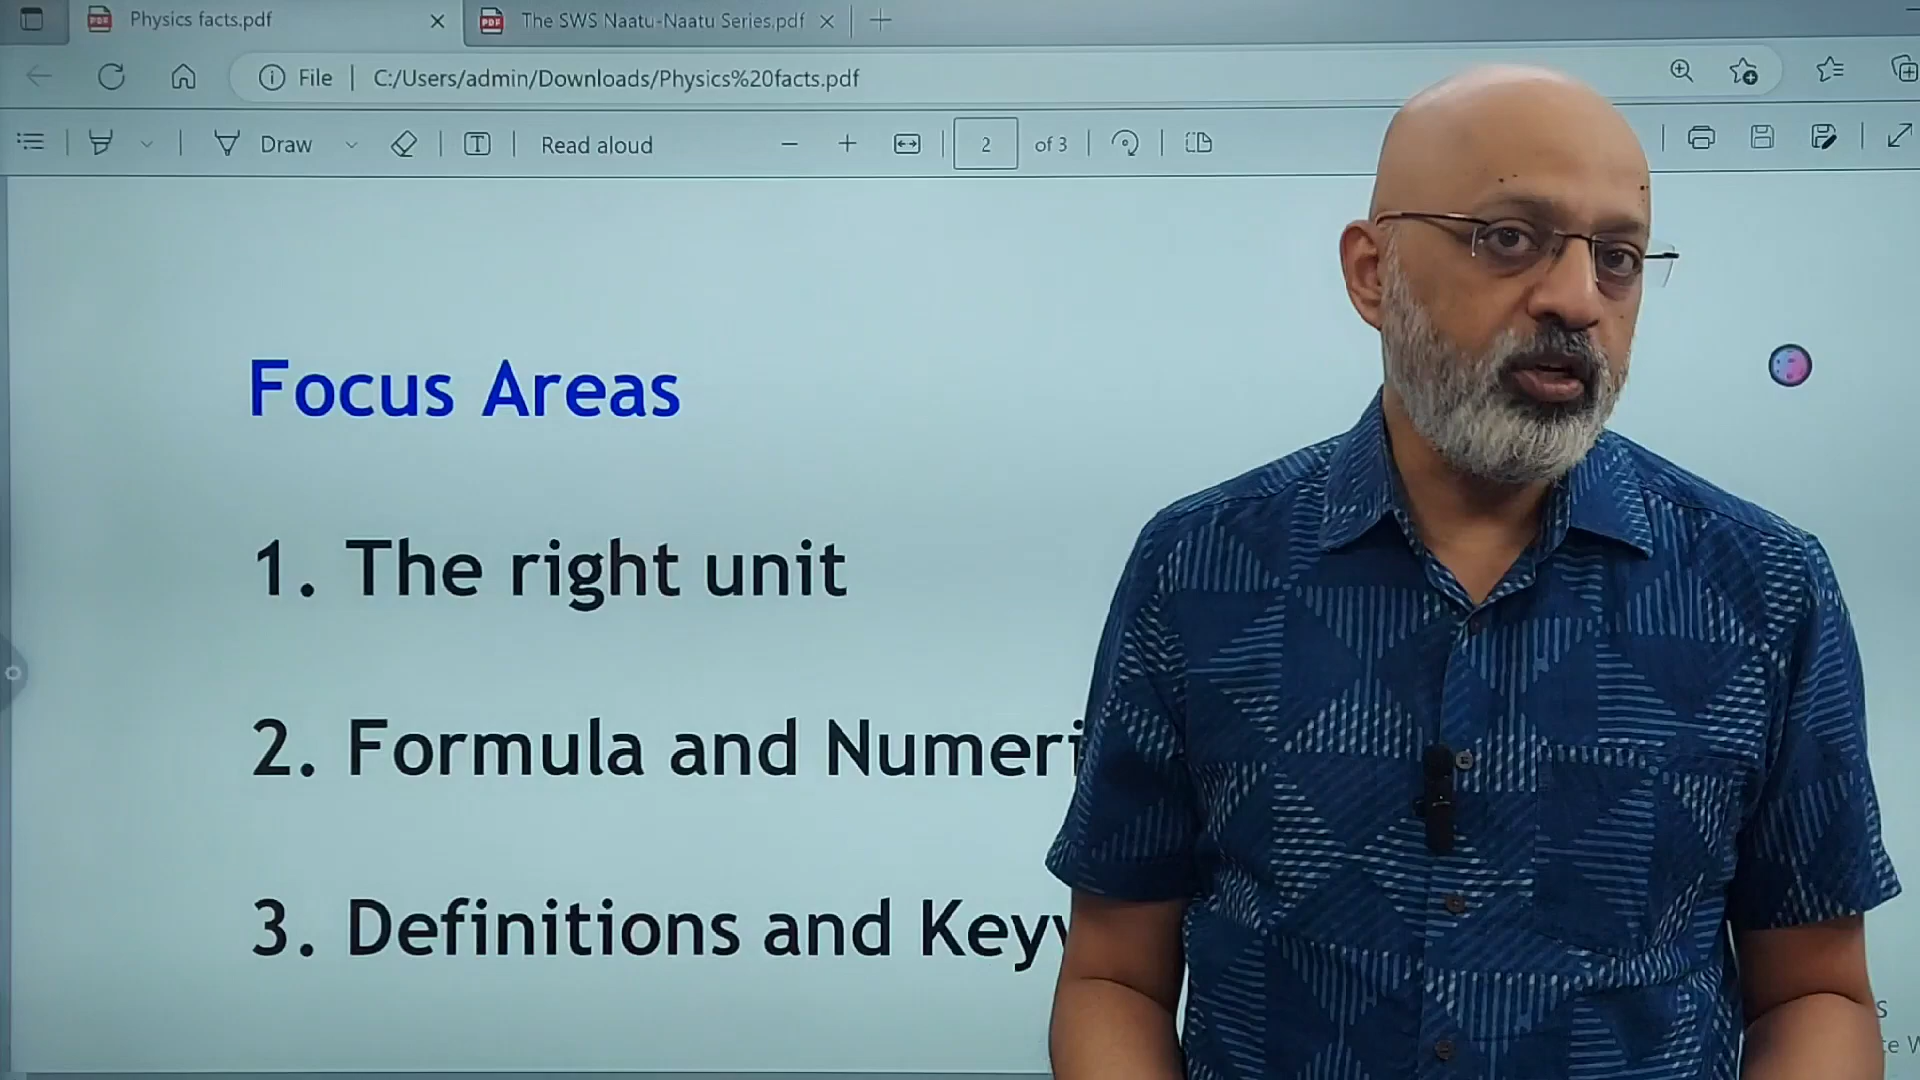 Physics facts.pdf
The SWS Naatu-Naatu Series.pdf
File
C:/Users/admin/Downloads/Physics%20facts.pdf
Draw
Read aloud
2
of 3
Focus Areas
1. The right unit
2. Formula and Numeri
3. Definitions and Key